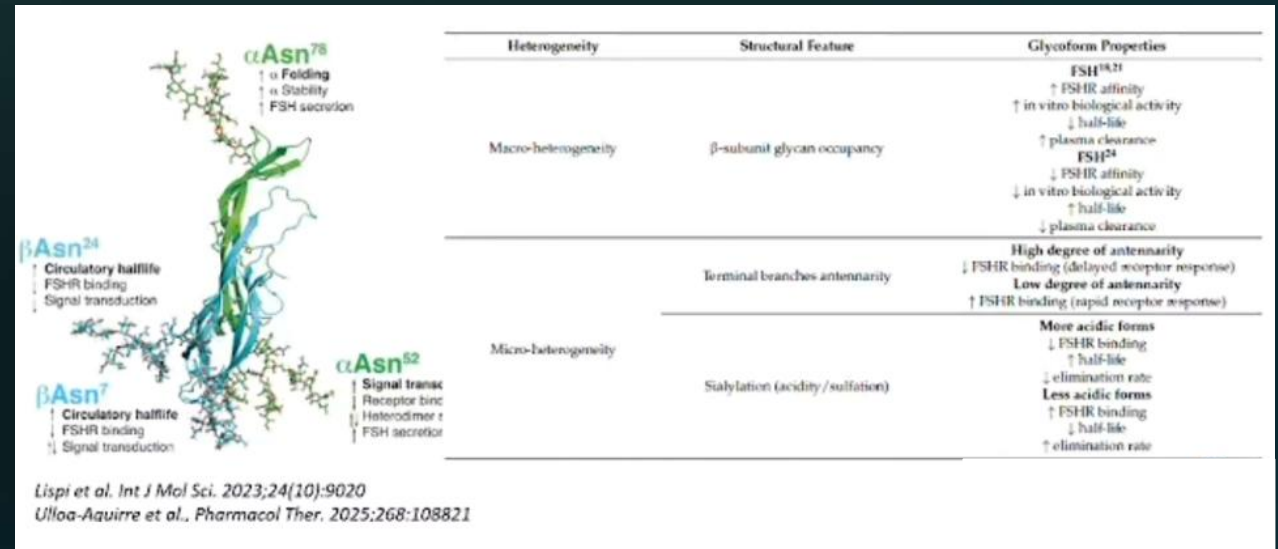 αAsn⁷⁸
↑ α Folding
↑ α Stability
↑ FSH secretion
βAsn²⁴
↑ Circulatory halflife
↓ FSHR binding
↓ Signal transduction
βAsn⁷
↑ Circulatory halflife
↓ FSHR binding
↑↓ Signal transduction
αAsn⁵²
↑ Signal transc
↓ Receptor binc
↑↓ Heterodimer s
↑ FSH secretior
Heterogeneity Structural Feature Glycoform Properties
Macro-heterogeneity β-subunit glycan occupancy
FSH¹⁸,²¹
↑ FSHR affinity
↑ in vitro biological activity
↓ half-life
↑ plasma clearance
FSH²⁴
↓ FSHR affinity
↓ in vitro biological activity
↑ half-life
↓ plasma clearance
Micro-heterogeneity
Terminal branches antennarity
High degree of antennarity
↓ FSHR binding (delayed receptor response)
Low degree of antennarity
↑ FSHR binding (rapid receptor response)
Sialylation (acidity/sulfation)
More acidic forms
↓ FSHR binding
↑ half-life
↓ elimination rate
Less acidic forms
↑ FSHR binding
↓ half-life
↑ elimination rate
Lispi et al. Int J Mol Sci. 2023;24(10):9020
Ulloa-Aguirre et al., Pharmacol Ther. 2025;268:108821